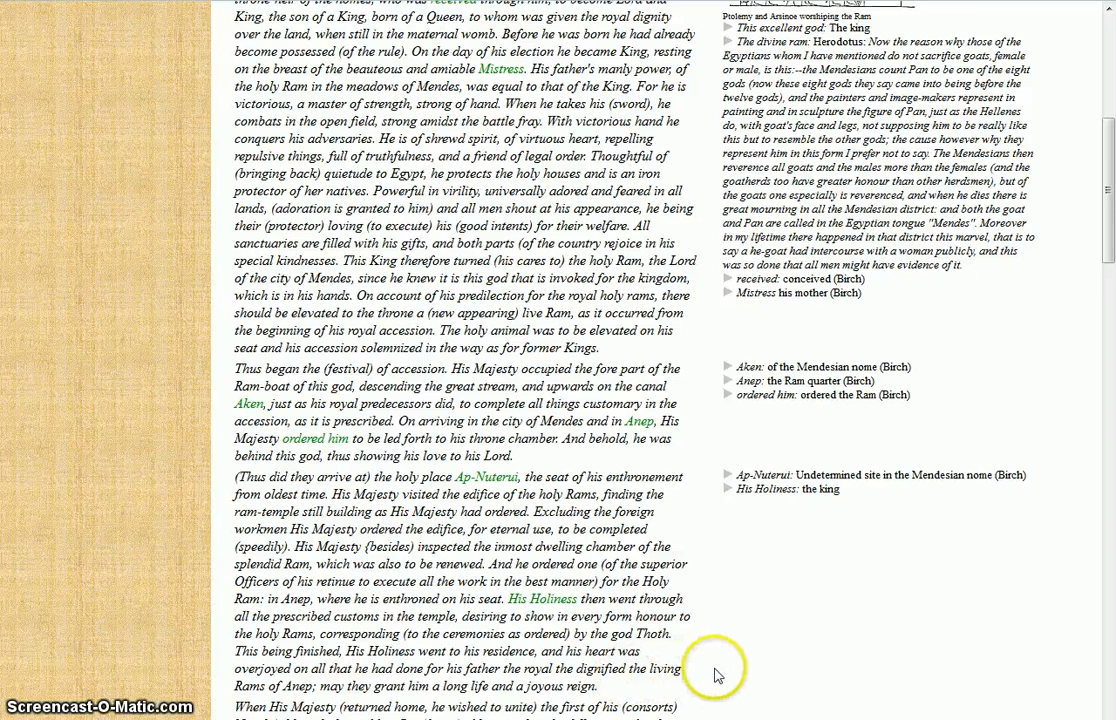 throne-heir of the homes, who was received through him, to become Lord and
King, the son of a King, born of a Queen, to whom was given the royal dignity
over the land, when still in the maternal womb. Before he was born he had already
become possessed (of the rule). On the day of his election he became King, resting
on the breast of the beauteous and amiable Mistress. His father's manly power, of
the holy Ram in the meadows of Mendes, was equal to that of the King. For he is
victorious, a master of strength, strong of hand. When he takes his (sword), he
combats in the open field, strong amidst the battle fray. With victorious hand he
conquers his adversaries. He is of shrewd spirit, of virtuous heart, repelling
repulsive things, full of truthfulness, and a friend of legal order. Thoughtful of
(bringing back) quietude to Egypt, he protects the holy houses and is an iron
protector of her natives. Powerful in virility, universally adored and feared in all
lands, (adoration is granted to him) and all men shout at his appearance, he being
their (protector) loving (to execute) his (good intents) for their welfare. All
sanctuaries are filled with his gifts, and both parts (of the country rejoice in his
special kindnesses. This King therefore turned (his cares to) the holy Ram, the Lord
of the city of Mendes, since he knew it is this god that is invoked for the kingdom,
which is in his hands. On account of his predilection for the royal holy rams, there
should be elevated to the throne a (new appearing) live Ram, as it occurred from
the beginning of his royal accession. The holy animal was to be elevated on his
seat and his accession solemnized in the way as for former Kings.
Thus began the (festival) of accession. His Majesty occupied the fore part of the
Ram-boat of this god, descending the great stream, and upwards on the canal
Aken, just as his royal predecessors did, to complete all things customary in the
accession, as it is prescribed. On arriving in the city of Mendes and in Anep, His
Majesty ordered him to be led forth to his throne chamber. And behold, he was
behind this god, thus showing his love to his Lord.
(Thus did they arrive at) the holy place Ap-Nuterui, the seat of his enthronement
from oldest time. His Majesty visited the edifice of the holy Rams, finding the
ram-temple still building as His Majesty had ordered. Excluding the foreign
workmen His Majesty ordered the edifice, for eternal use, to be completed
(speedily). His Majesty {besides) inspected the inmost dwelling chamber of the
splendid Ram, which was also to be renewed. And he ordered one (of the superior
Officers of his retinue to execute all the work in the best manner) for the Holy
Ram: in Anep, where he is enthroned on his seat. His Holiness then went through
all the prescribed customs in the temple, desiring to show in every form honour to
the holy Rams, corresponding (to the ceremonies as ordered) by the god Thoth.
This being finished, His Holiness went to his residence, and his heart was
overjoyed on all that he had done for his father the royal the dignified the living
Rams of Anep; may they grant him a long life and a joyous reign.
When His Majesty (returned home, he wished to unite) the first of his (consorts)
Ptolemy and Arsinoe worshiping the Ram
This excellent god: The king
The divine ram: Herodotus: Now the reason why those of the
Egyptians whom I have mentioned do not sacrifice goats, female
or male, is this:--the Mendesians count Pan to be one of the eight
gods (now these eight gods they say came into being before the
twelve gods), and the painters and image-makers represent in
painting and in sculpture the figure of Pan, just as the Hellenes
do, with goat's face and legs, not supposing him to be really like
this but to resemble the other gods; the cause however why they
represent him in this form I prefer not to say. The Mendesians then
reverence all goats and the males more than the females (and the
goatherds too have greater honour than other herdsmen), but of
the goats one especially is reverenced, and when he dies there is
great mourning in all the Mendesian district: and both the goat
and Pan are called in the Egyptian tongue "Mendes". Moreover
in my lifetime there happened in that district this marvel, that is to
say a he-goat had intercourse with a woman publicly, and this
was so done that all men might have evidence of it.
received: conceived (Birch)
Mistress his mother (Birch)
Aken: of the Mendesian nome (Birch)
Anep: the Ram quarter (Birch)
ordered him: ordered the Ram (Birch)
Ap-Nuterui: Undetermined site in the Mendesian nome (Birch)
His Holiness: the king
Screencast-O-Matic.com